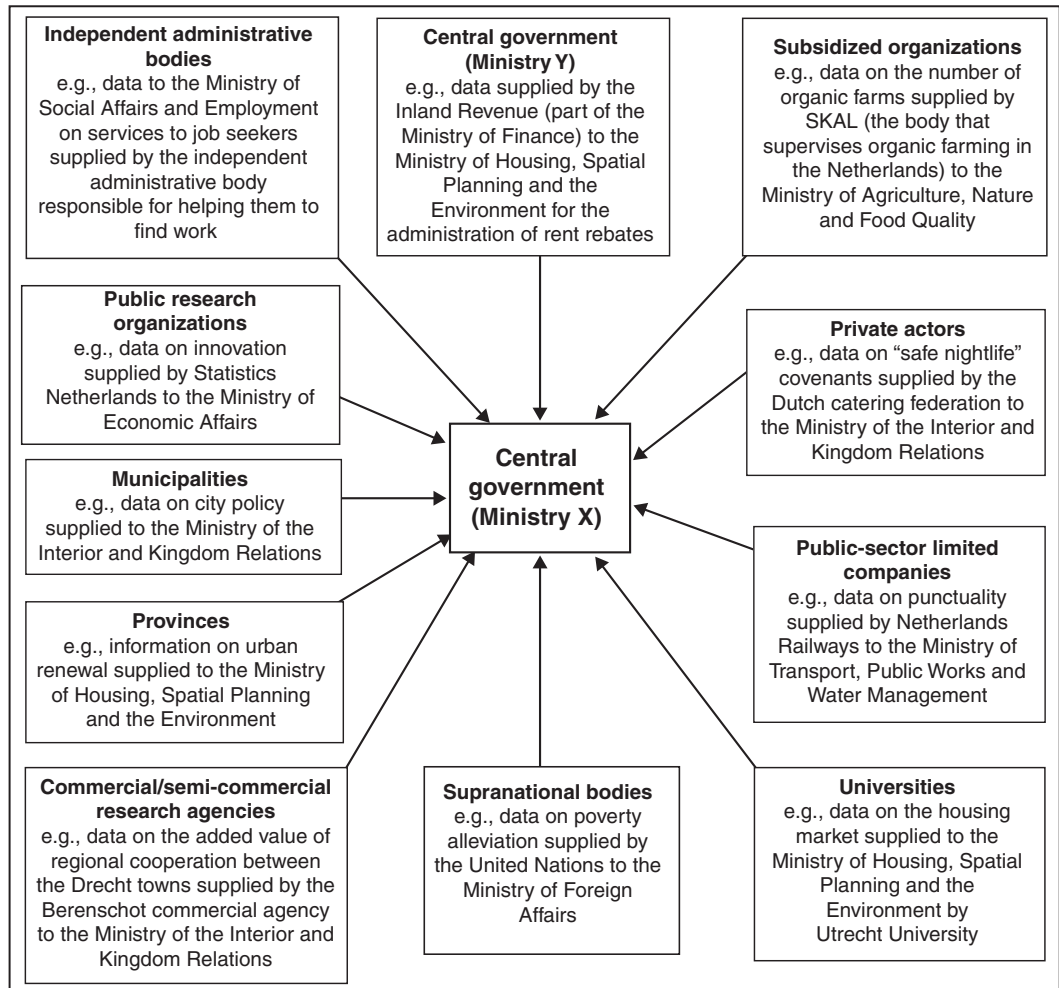 Independent administrative
bodies
e.g., data to the Ministry of
Social Affairs and Employment
on services to job seekers
supplied by the independent
administrative body
responsible for helping them to
find work
Central government
(Ministry Y)
e.g., data supplied by the
Inland Revenue (part of the
Ministry of Finance) to the
Ministry of Housing, Spatial
Planning and the
Environment for the
administration of rent rebates
Subsidized organizations
e.g., data on the number of
organic farms supplied by
SKAL (the body that
supervises organic farming in
the Netherlands) to the
Ministry of Agriculture, Nature
and Food Quality
Public research
organizations
e.g., data on innovation
supplied by Statistics
Netherlands to the Ministry of
Economic Affairs
Private actors
e.g., data on “safe nightlife”
covenants supplied by the
Dutch catering federation to
the Ministry of the Interior and
Kingdom Relations
Central
government
(Ministry X)
Municipalities
e.g., data on city policy
supplied to the Ministry of the
Interior and Kingdom Relations
Public-sector limited
companies
e.g., data on punctuality
supplied by Netherlands
Railways to the Ministry of
Transport, Public Works and
Water Management
Provinces
e.g., information on urban
renewal supplied to the Ministry
of Housing, Spatial Planning
and the Environment
Commercial/semi-commercial
research agencies
e.g., data on the added value of
regional cooperation between
the Drecht towns supplied by the
Berenschot commercial agency
to the Ministry of the Interior and
Kingdom Relations
Supranational bodies
e.g., data on poverty
alleviation supplied by
the United Nations to the
Ministry of Foreign
Affairs
Universities
e.g., data on the housing
market supplied to the
Ministry of Housing, Spatial
Planning and the
Environment by
Utrecht University